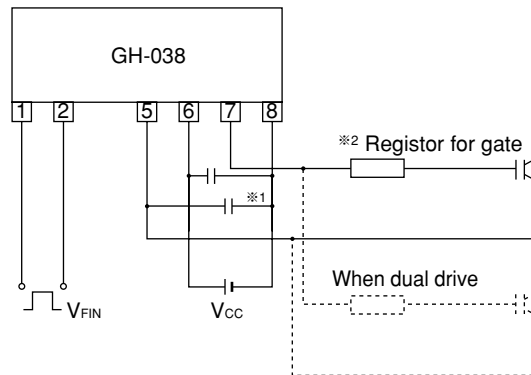 GH-038
1 2 5 6 7 8
※2 Registor for gate
※1
When dual drive
VFIN
VCC